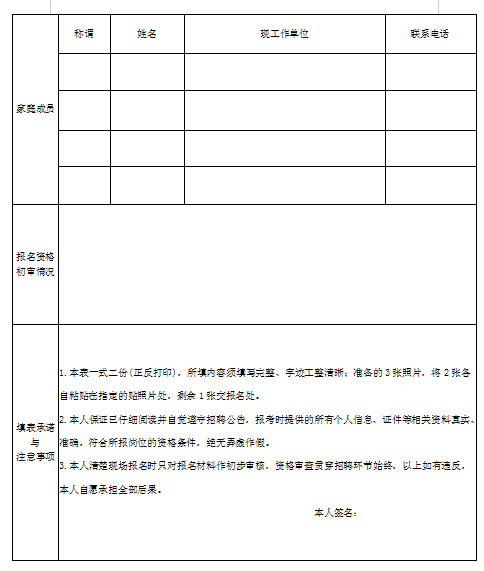 称谓 姓名 现工作单位 联系电话
家庭成员
报名资格
初审情况
填表承诺
与
注意事项
1.本表一式二份(正反打印)，所填内容须填写完整、字迹工整清晰；准备的3张照片，将2张各
自粘贴在指定的贴照片处，剩余1张交报名处。
2.本人保证已仔细阅读并自觉遵守招聘公告，报考时提供的所有个人信息、证件等相关资料真实、
准确，符合所报岗位的资格条件，绝无弄虚作假。
3.本人清楚现场报名时只对报名材料作初步审核，资格审查贯穿招聘环节始终，以上如有违反，
本人自愿承担全部后果。
本人签名：